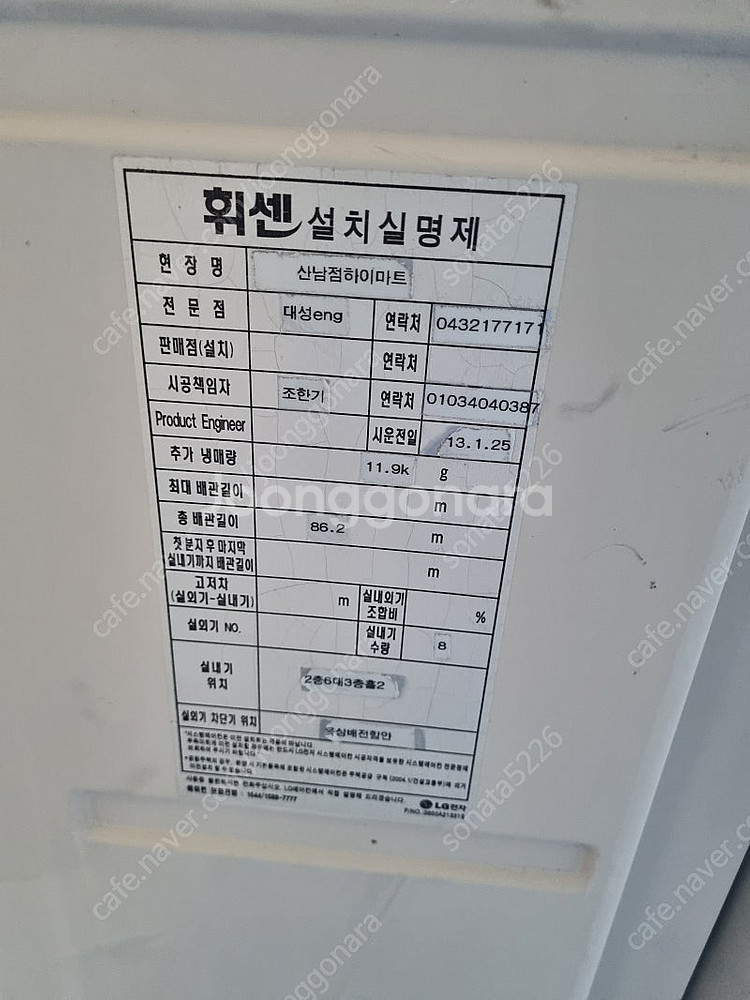 휘센 설치실명제
현장명 산남점하이마트
전문점 대성eng 연락처 0432177171
판매점(설치) 연락처
시공책임자 조한기 연락처 01034040387
Product Engineer 시운전일 13.1.25
추가 냉매량 11.9k g
최대 배관길이 m
총 배관길이 86.2 m
첫 분지 후 마지막
실내기까지 배관길이 m
고저차
(실외기-실내기) m 실내외기
조합비 %
실외기 NO. 실내기
수량 8
실내기
위치 2층6대3층홀2
실외기 차단기 위치 옥상배전함안
LG전자
Joonggonara
cafe.naver.com
sonata5226